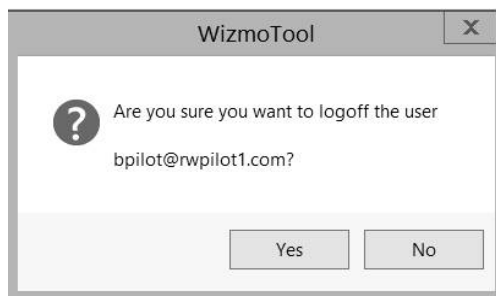 WizmoTool
X
Are you sure you want to logoff the user
bpilot@rwpilot1.com?
Yes
No